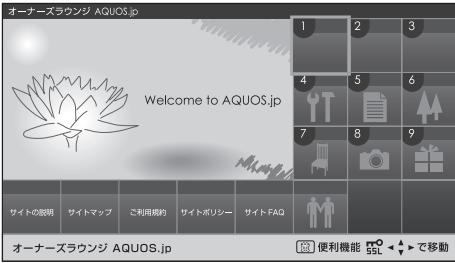 オーナーズラウンジ AQUOS.jp
1 2 3
Welcome to AQUOS.jp
4 5 6
7 8 9
サイトの説明 サイトマップ ご利用規約 サイトポリシー サイト FAQ
オーナーズラウンジ AQUOS.jp 便利機能 SSL ◄▲▼► で移動